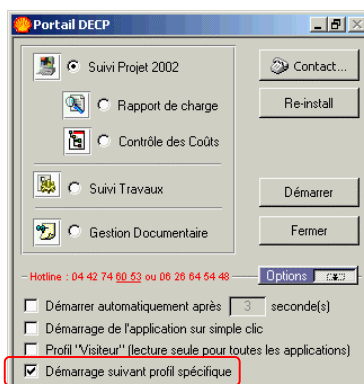 Portail DECP
Suivi Projet 2002
Contact...
Rapport de charge
Re-install
Contrôle des Coûts
Suivi Travaux
Démarrer
Gestion Documentaire
Fermer
Hotline : 04 42 74 60 53 ou 06 26 64 54 48
Options
Démarrer automatiquement après 3 seconde(s)
Démarage de l'application sur simple clic
Profil "Visiteur" (lecture seule pour toutes les applications)
Démarrage suivant profil spécifique